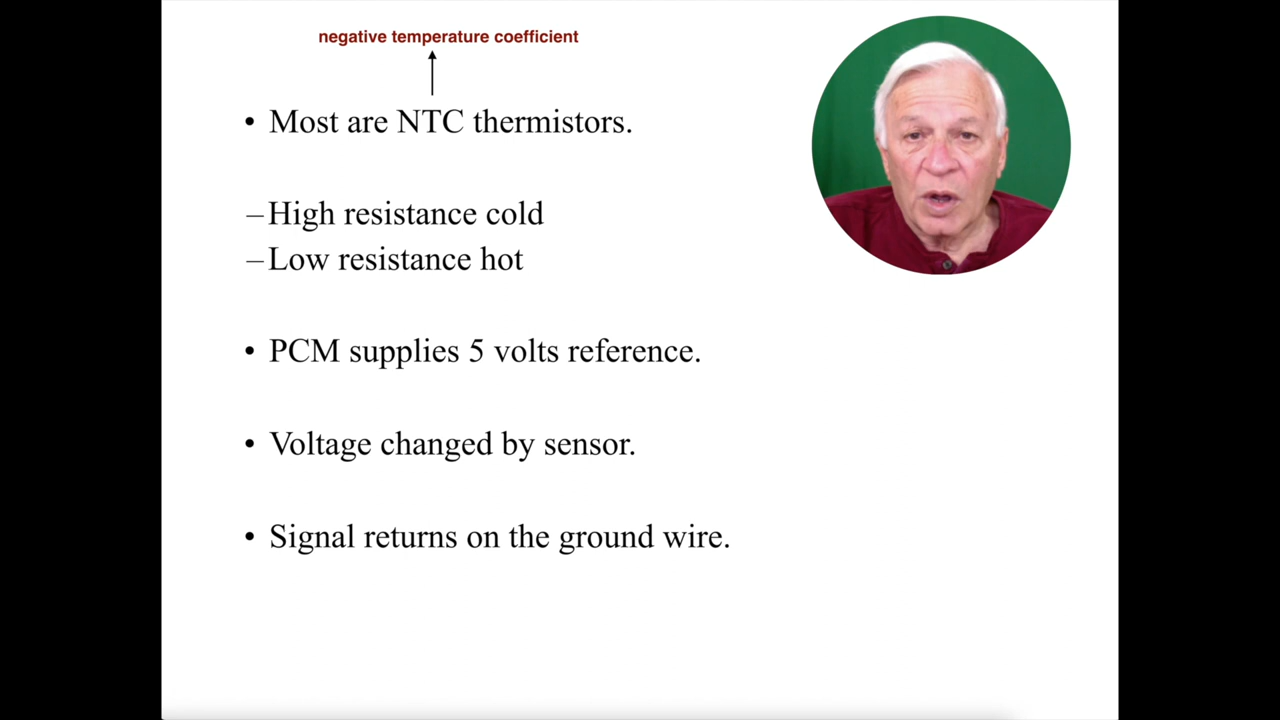 negative temperature coefficient
• Most are NTC thermistors.
–High resistance cold
–Low resistance hot
• PCM supplies 5 volts reference.
• Voltage changed by sensor.
• Signal returns on the ground wire.